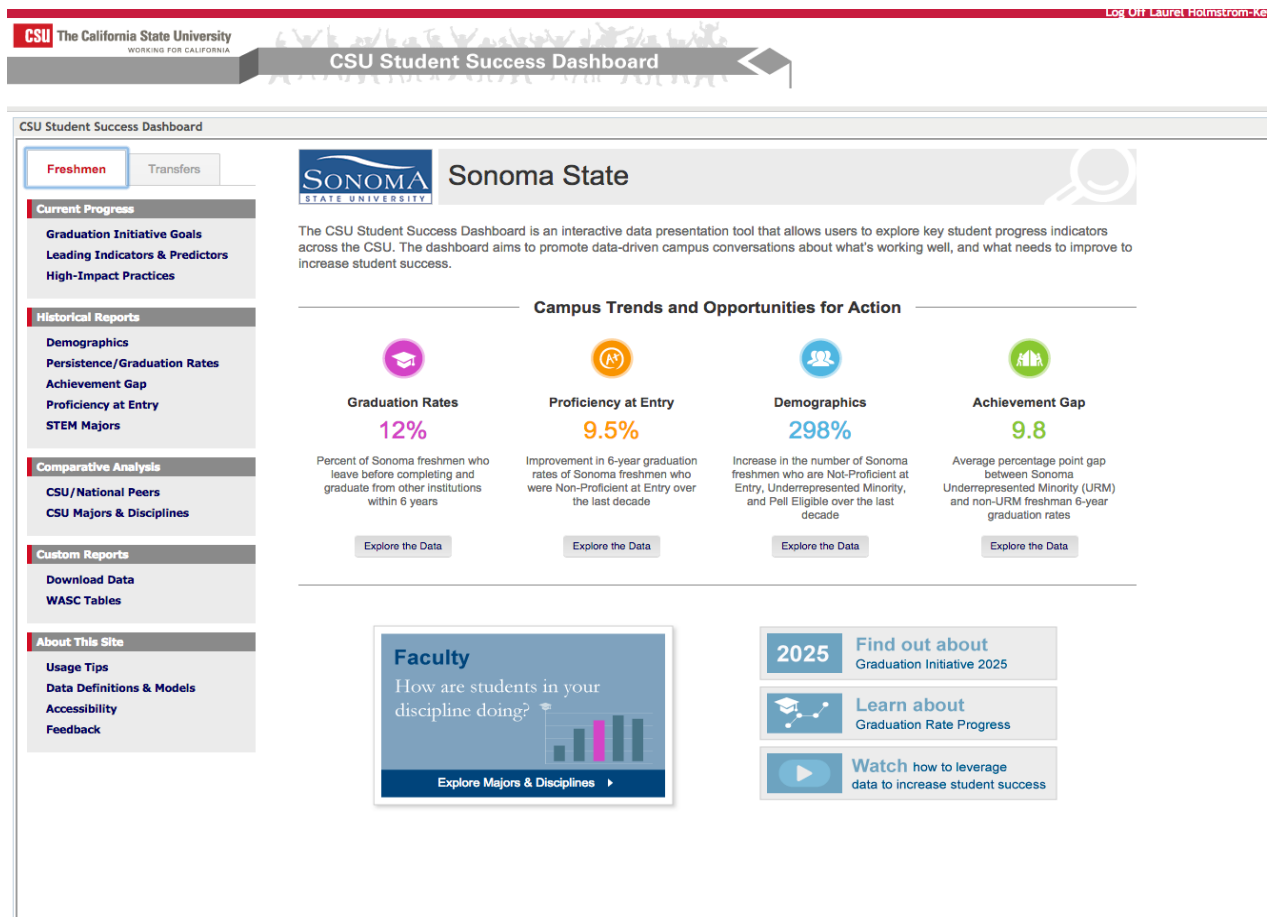 Log Off Laurel Holmstrom-Ke
CSU The California State University
WORKING FOR CALIFORNIA
CSU Student Success Dashboard
CSU Student Success Dashboard
Freshmen
Transfers
Current Progress
Graduation Initiative Goals
Leading Indicators & Predictors
High-Impact Practices
Historical Reports
Demographics
Persistence/Graduation Rates
Achievement Gap
Proficiency at Entry
STEM Majors
Comparative Analysis
CSU/National Peers
CSU Majors & Disciplines
Custom Reports
Download Data
WASC Tables
About This Site
Usage Tips
Data Definitions & Models
Accessibility
Feedback
SONOMA
STATE UNIVERSITY
Sonoma State
The CSU Student Success Dashboard is an interactive data presentation tool that allows users to explore key student progress indicators
across the CSU. The dashboard aims to promote data-driven campus conversations about what's working well, and what needs to improve to
increase student success.
Campus Trends and Opportunities for Action
A+
Graduation Rates
12%
Percent of Sonoma freshmen who
leave before completing and
graduate from other institutions
within 6 years
Explore the Data
Proficiency at Entry
9.5%
Improvement in 6-year graduation
rates of Sonoma freshmen who
were Non-Proficient at Entry over
the last decade
Explore the Data
Demographics
298%
Increase in the number of Sonoma
freshmen who are Not-Proficient at
Entry, Underrepresented Minority,
and Pell Eligible over the last
decade
Explore the Data
Achievement Gap
9.8
Average percentage point gap
between Sonoma
Underrepresented Minority (URM)
and non-URM freshman 6-year
graduation rates
Explore the Data
Faculty
How are students in your
discipline doing?
Explore Majors & Disciplines
2025
Find out about
Graduation Initiative 2025
Learn about
Graduation Rate Progress
Watch how to leverage
data to increase student success